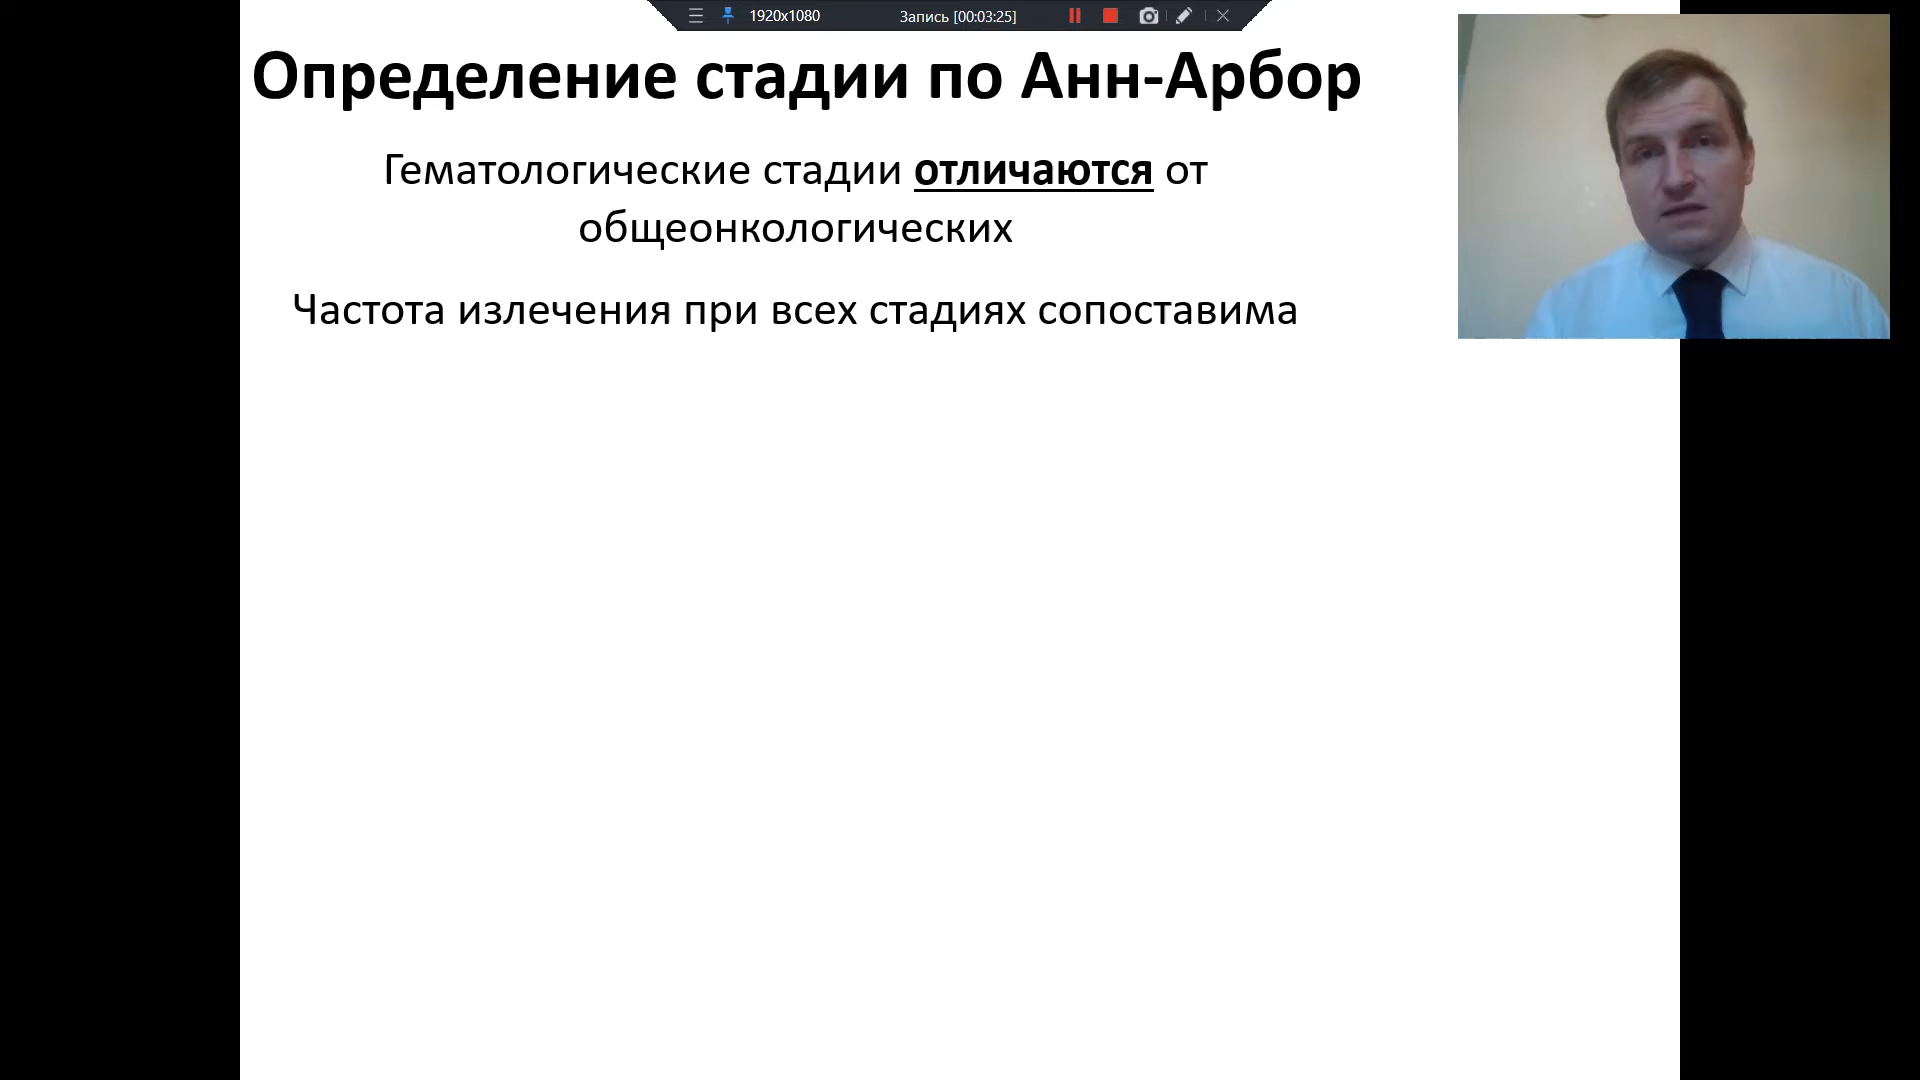 1920x1080 Запись [00:03:25]
Определение стадии по Анн-Арбор
Гематологические стадии отличаются от
общеонкологических
Частота излечения при всех стадиях сопоставима